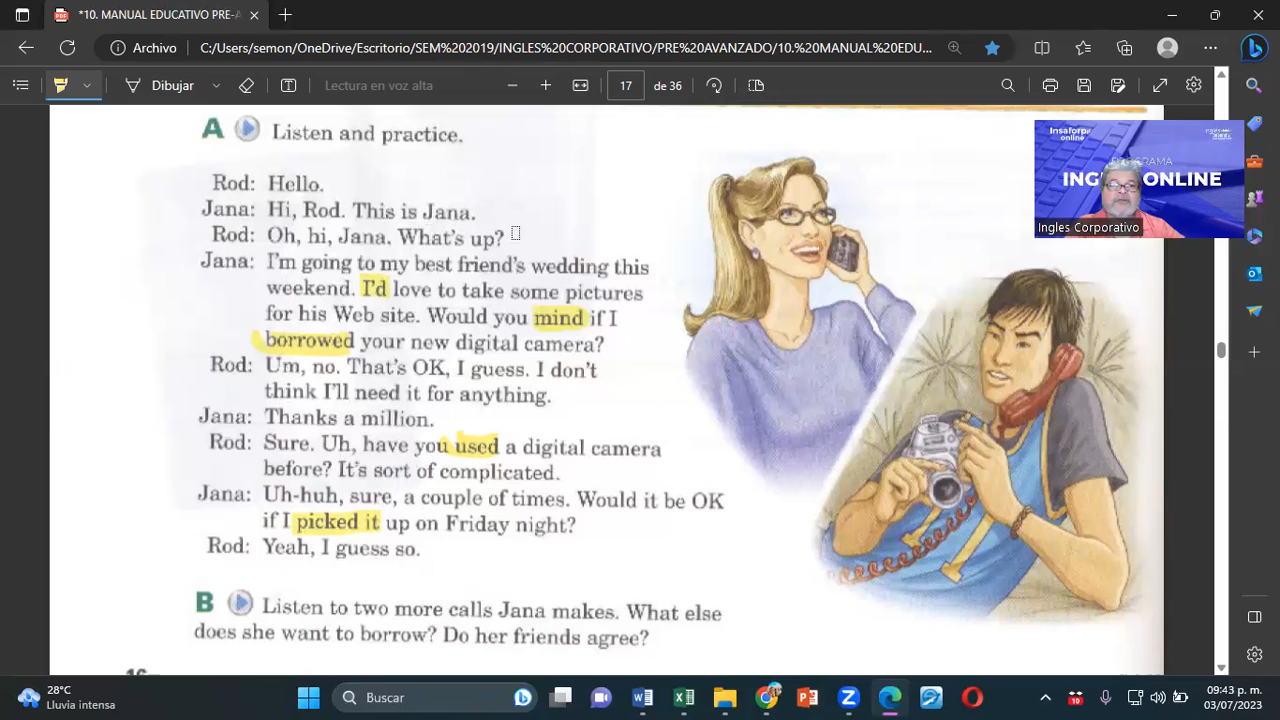 *10. MANUAL EDUCATIVO PRE-A
Archivo
C:/Users/semon/OneDrive/Escritorio/SEM%202019/INGLES%20CORPORATIVO/PRE%20AVANZADO/10.%20MANUAL%20EDU...
Dibujar
Lectura en voz alta
17
de 36
A Listen and practice.
Rod: Hello.
Jana: Hi, Rod. This is Jana.
Rod: Oh, hi, Jana. What's up?
Jana: I'm going to my best friend's wedding this
weekend. I'd love to take some pictures
for his Web site. Would you mind if I
borrowed your new digital camera?
Rod: Um, no. That's OK, I guess. I don't
think I'll need it for anything.
Jana: Thanks a million.
Rod: Sure. Uh, have you used a digital camera
before? It's sort of complicated.
Jana: Uh-huh, sure, a couple of times. Would it be OK
if I picked it up on Friday night?
Rod: Yeah, I guess so.
B Listen to two more calls Jana makes. What else
does she want to borrow? Do her friends agree?
Insaforp
online
INGL ONLINE
Ingles Corporativo
28°C
Lluvia intensa
Buscar
10
09:43 p. m.
03/07/2023